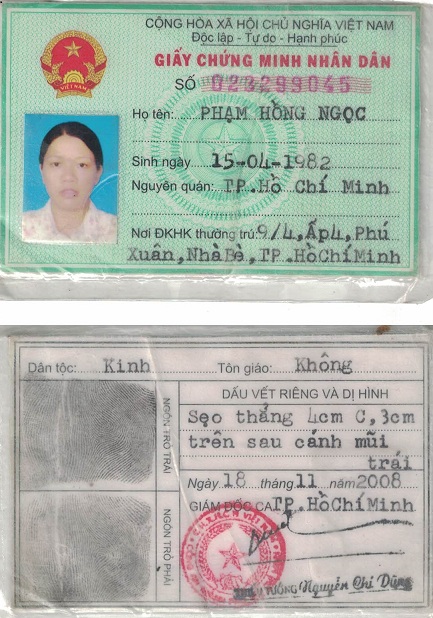 CỘNG HÒA XÃ HỘI CHỦ NGHĨA VIỆT NAM
Độc lập - Tự do - Hạnh phúc
GIẤY CHỨNG MINH NHÂN DÂN
SỐ 020299045
Họ tên: PHẠM HỒNG NGỌC
Sinh ngày 15-04-1982
Nguyên quán: TP.Hồ Chí Minh
Nơi ĐKHK thường trú: 9/4,Ấp4,Phú
Xuân,NhàBè,TP.HồChíMinh
VIỆT NAM
Dân tộc: Kinh Tôn giáo: Không
NGÓN TRỎ TRÁI
NGÓN TRỎ PHẢI
DẤU VẾT RIÊNG VÀ DỊ HÌNH
Sẹo thẳng 4cm C, 3cm
trên sau cánh mũi
trái
Ngày 18 tháng 11 năm 2008
GIÁM ĐỐC CA TP.HồChíMinh
TƯỚNG Nguyễn Chí Dũng